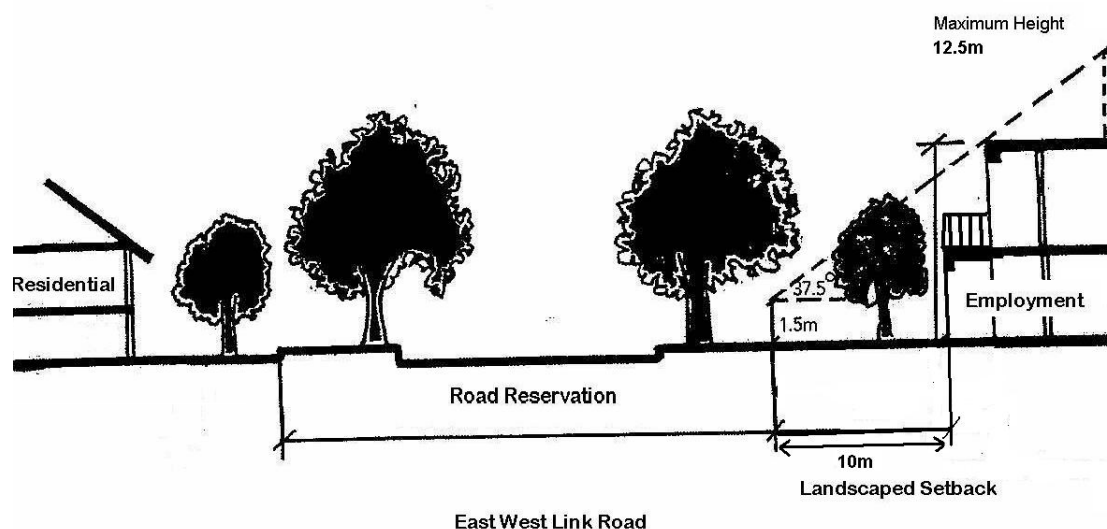 Maximum Height
12.5m
Residential
37.5°
Employment
1.5m
Road Reservation
10m
Landscaped Setback
East West Link Road